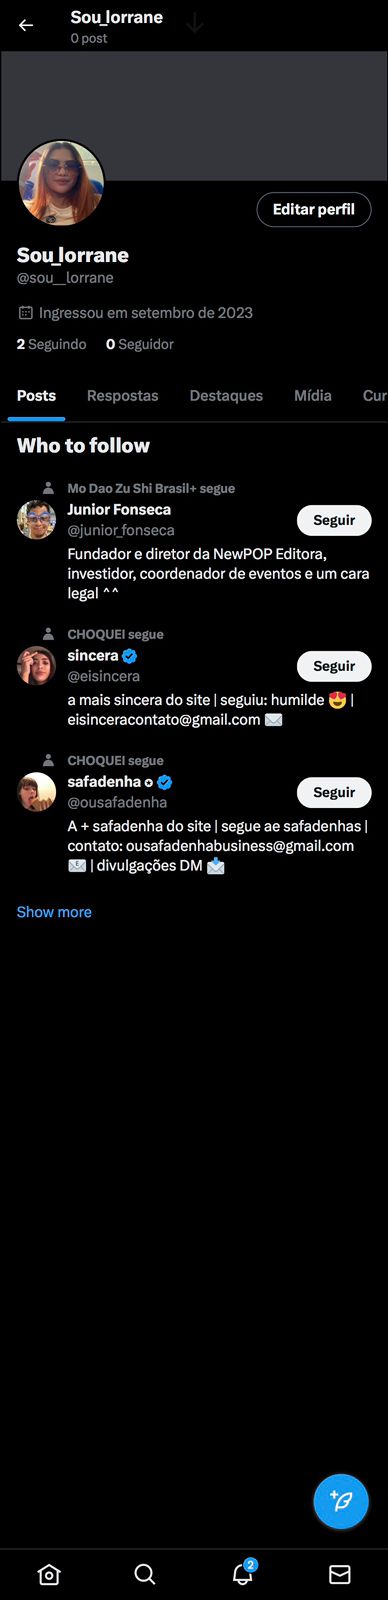 Sou_lorrane
0 post
Editar perfil
Sou_lorrane
@sou__lorrane
Ingressou em setembro de 2023
2 Seguindo 0 Seguidor
Posts Respostas Destaques Mídia Cur
Who to follow
Mo Dao Zu Shi Brasil+ segue
Junior Fonseca
@junior_fonseca
Seguir
Fundador e diretor da NewPOP Editora,
investidor, coordenador de eventos e um cara
legal ^^
CHOQUEI segue
sincera
@eisincera
Seguir
a mais sincera do site | seguiu: humilde 😍 |
eisinceracontato@gmail.com ✉️
CHOQUEI segue
safadenha ✪
@ousafadenha
Seguir
A + safadenha do site | segue ae safadenhas |
contato: ousafadenhabusiness@gmail.com
📧 | divulgações DM 📩
Show more
2